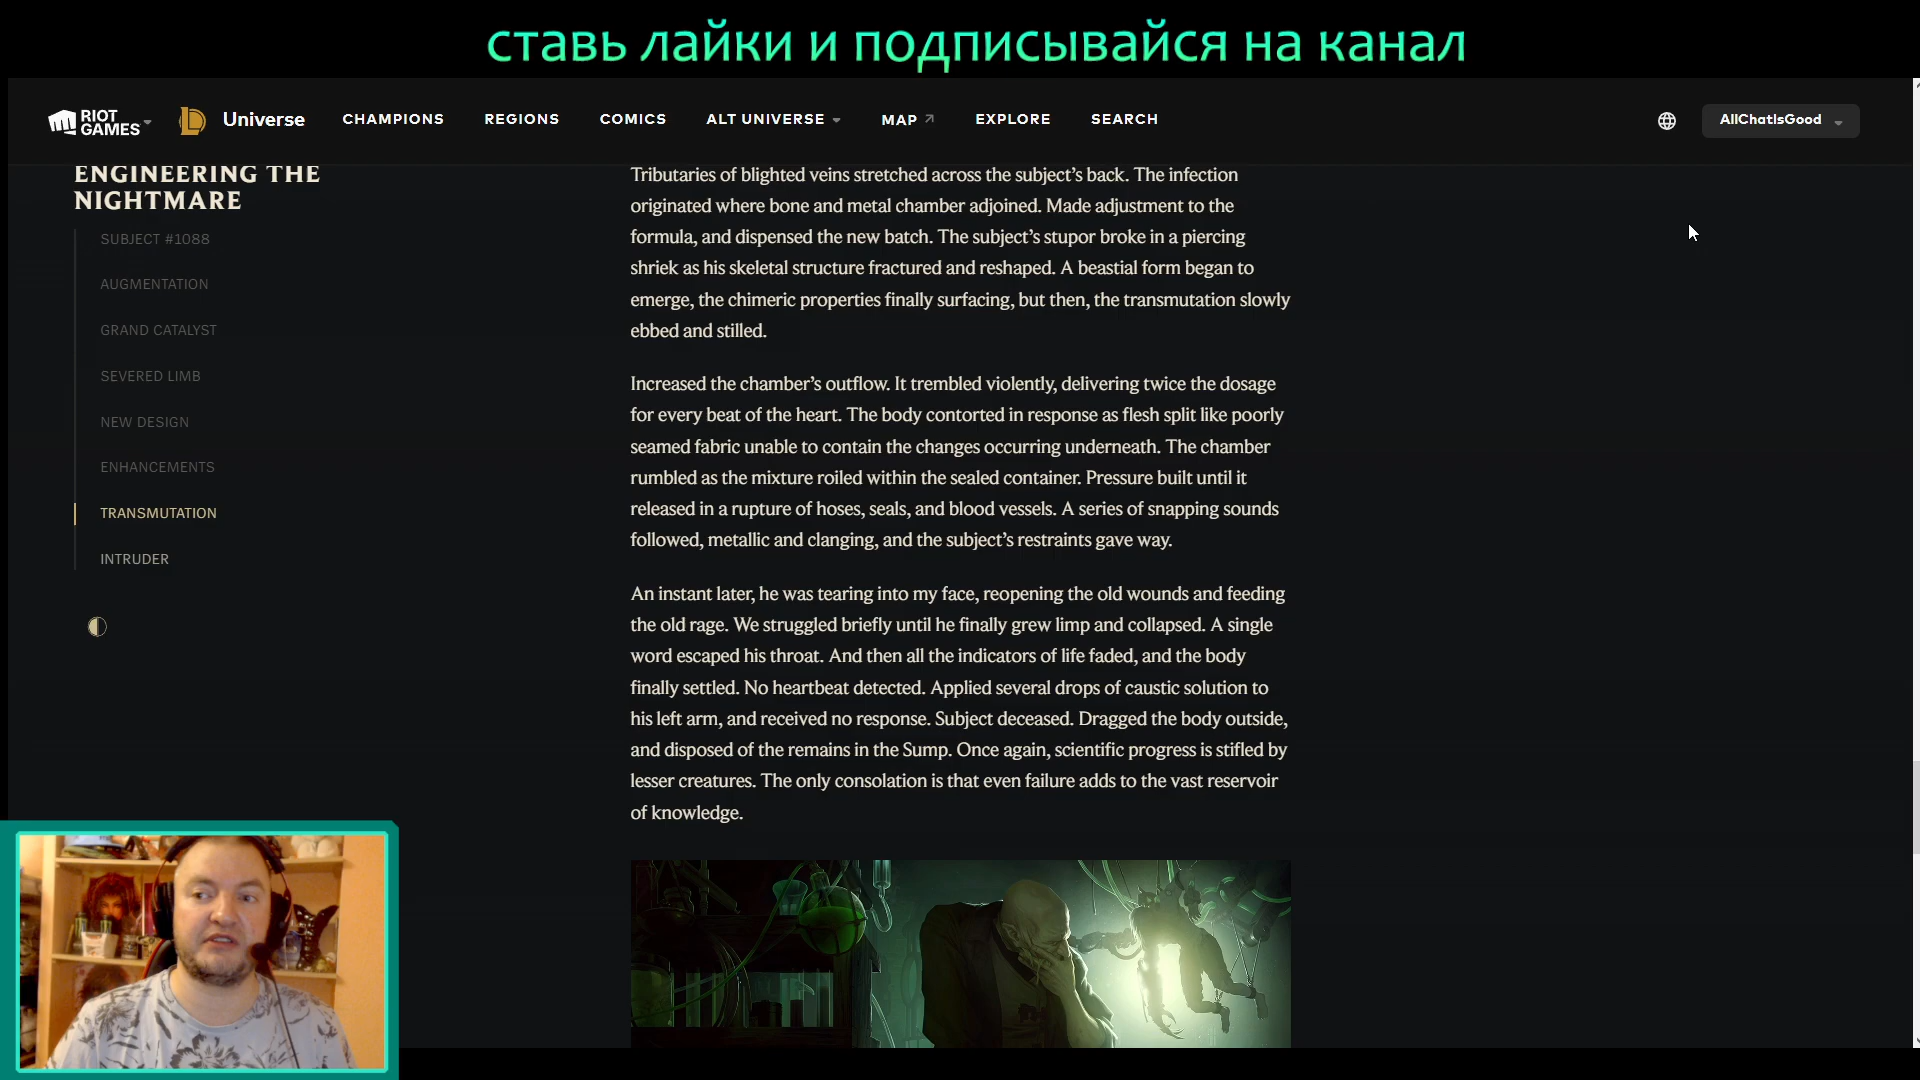 ставь лайки и подписывайся на канал
RIOT GAMES
Universe
CHAMPIONS
REGIONS
COMICS
ALT UNIVERSE
MAP
EXPLORE
SEARCH
AllChatIsGood
ENGINEERING THE
NIGHTMARE
SUBJECT #1088
AUGMENTATION
GRAND CATALYST
SEVERED LIMB
NEW DESIGN
ENHANCEMENTS
TRANSMUTATION
INTRUDER
Tributaries of blighted veins stretched across the subject’s back. The infection
originated where bone and metal chamber adjoined. Made adjustment to the
formula, and dispensed the new batch. The subject’s stupor broke in a piercing
shriek as his skeletal structure fractured and reshaped. A beastial form began to
emerge, the chimeric properties finally surfacing, but then, the transmutation slowly
ebbed and stilled.
Increased the chamber’s outflow. It trembled violently, delivering twice the dosage
for every beat of the heart. The body contorted in response as flesh split like poorly
seamed fabric unable to contain the changes occurring underneath. The chamber
rumbled as the mixture roiled within the sealed container. Pressure built until it
released in a rupture of hoses, seals, and blood vessels. A series of snapping sounds
followed, metallic and clanging, and the subject’s restraints gave way.
An instant later, he was tearing into my face, reopening the old wounds and feeding
the old rage. We struggled briefly until he finally grew limp and collapsed. A single
word escaped his throat. And then all the indicators of life faded, and the body
finally settled. No heartbeat detected. Applied several drops of caustic solution to
his left arm, and received no response. Subject deceased. Dragged the body outside,
and disposed of the remains in the Sump. Once again, scientific progress is stifled by
lesser creatures. The only consolation is that even failure adds to the vast reservoir
of knowledge.